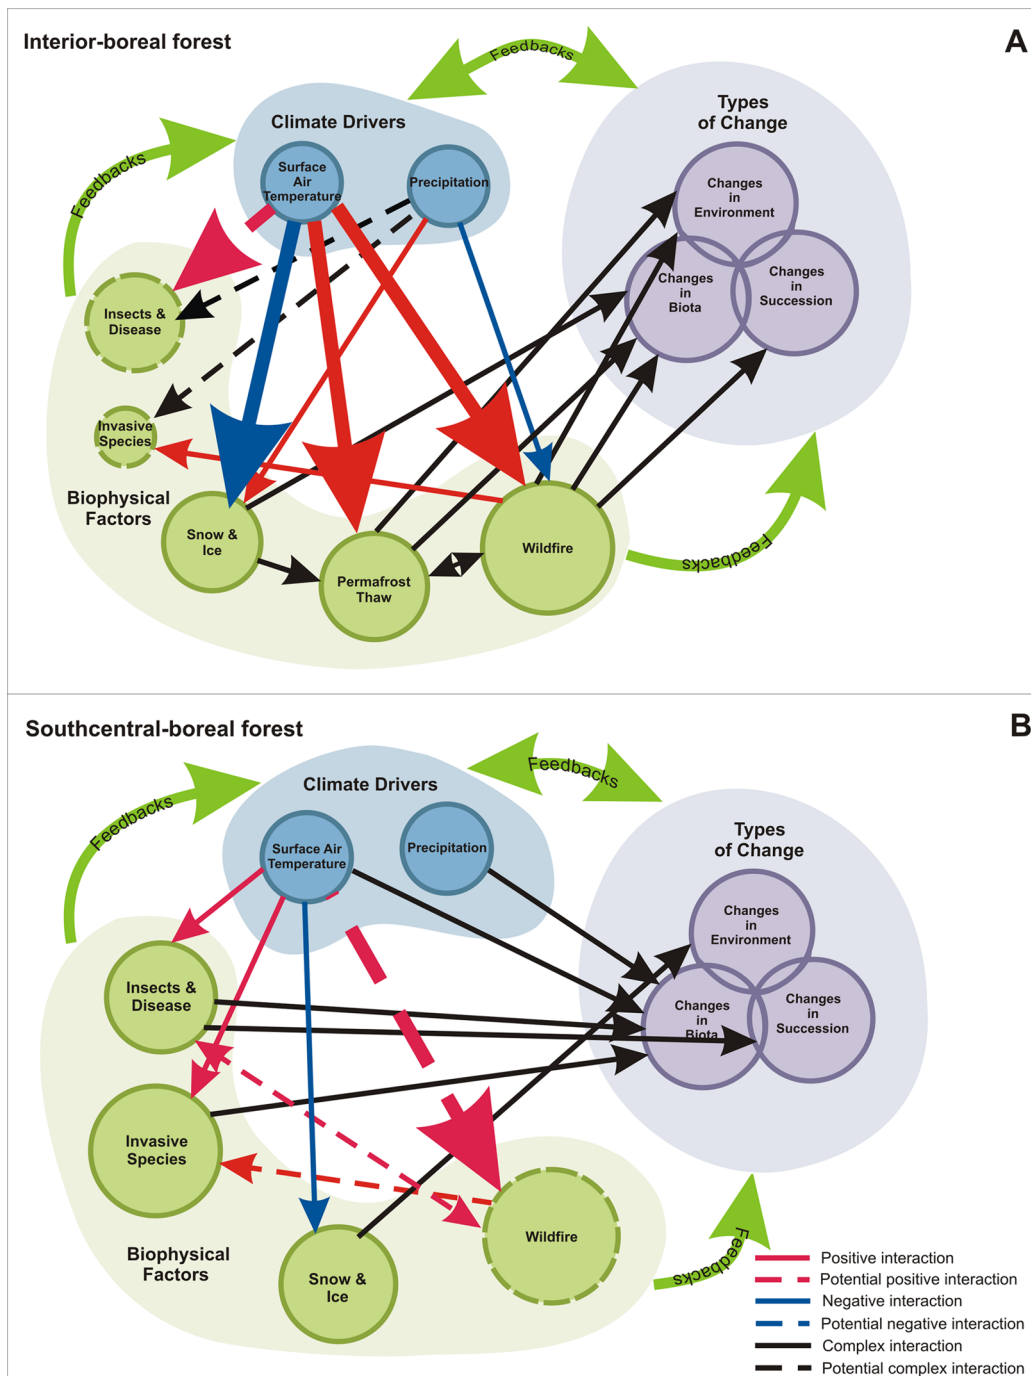 Interior-boreal forest
A
Feedbacks
Climate Drivers
Types
of Change
Surface
Air
Temperature
Precipitation
Changes
in
Environment
Feedbacks
Changes
in
Biota
Changes
in
Succession
Insects &
Disease
Invasive
Species
Biophysical
Factors
Snow &
Ice
Permafrost
Thaw
Wildfire
Feedbacks
Southcentral-boreal forest
B
Feedbacks
Climate Drivers
Types
of Change
Feedbacks
Surface Air
Temperature
Precipitation
Changes
in
Environment
Insects &
Disease
Changes
in
Biota
Changes
in
Succession
Invasive
Species
Biophysical
Factors
Snow &
Ice
Wildfire
Feedbacks
Feedbacks
Positive interaction
Potential positive interaction
Negative interaction
Potential negative interaction
Complex interaction
Potential complex interaction